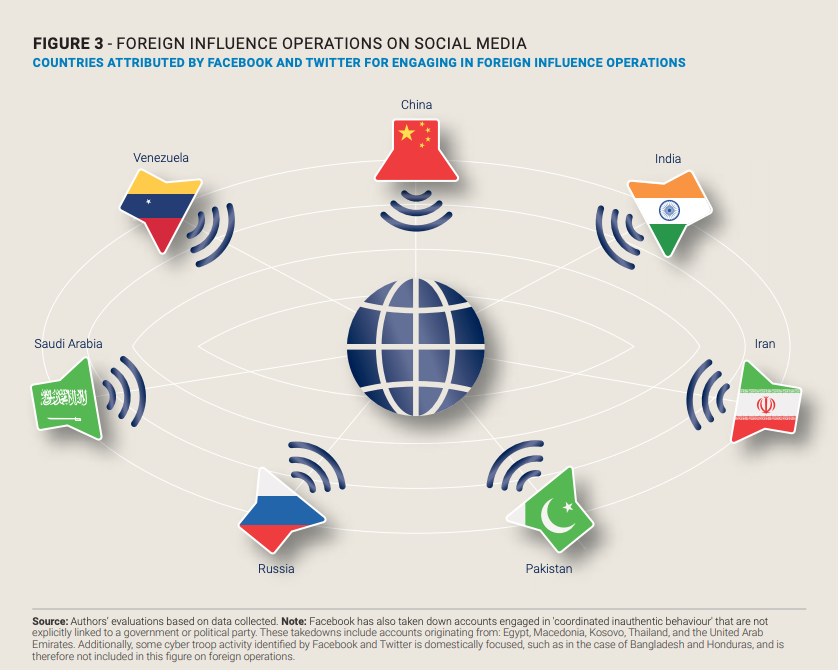 FIGURE 3 - FOREIGN INFLUENCE OPERATIONS ON SOCIAL MEDIA
COUNTRIES ATTRIBUTED BY FACEBOOK AND TWITTER FOR ENGAGING IN FOREIGN INFLUENCE OPERATIONS
China
Venezuela
India
Saudi Arabia
Iran
Russia
Pakistan
Source: Authors' evaluations based on data collected. Note: Facebook has also taken down accounts engaged in 'coordinated inauthentic behaviour' that are not
explicitly linked to a government or political party. These takedowns include accounts originating from: Egypt, Macedonia, Kosovo, Thailand, and the United Arab
Emirates. Additionally, some cyber troop activity identified by Facebook and Twitter is domestically focused, such as in the case of Bangladesh and Honduras, and is
therefore not included in this figure on foreign operations.